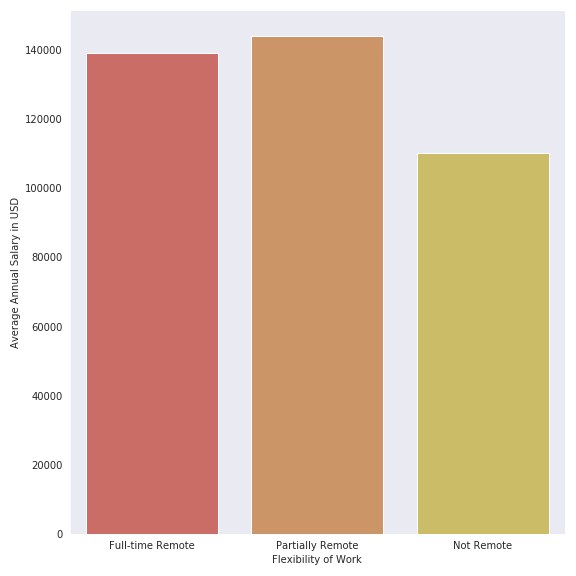 140000
120000
100000
80000
60000
40000
20000
0
Average Annual Salary in USD
Full-time Remote
Partially Remote
Not Remote
Flexibility of Work